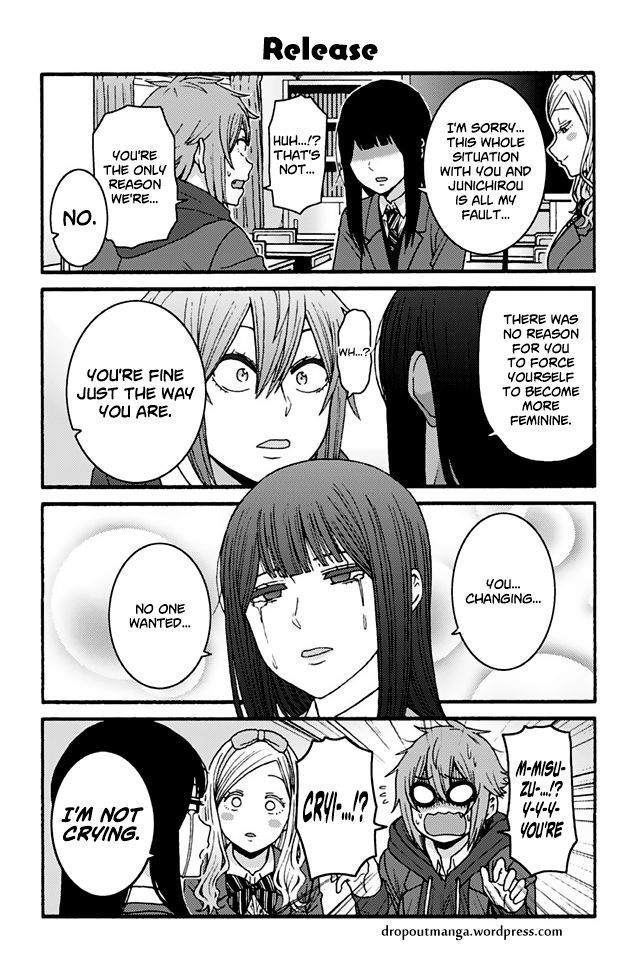 Release
I'M SORRY...
THIS WHOLE
SITUATION
WITH YOU AND
JUNICHIROU
IS ALL MY
FAULT...
HUH...!?
THAT'S
NOT...
YOU'RE
THE ONLY
REASON
WE'RE...
NO.
THERE WAS
NO REASON
FOR YOU
TO FORCE
YOURSELF
TO BECOME
MORE
FEMININE.
WH...?
YOU'RE FINE
JUST THE WAY
YOU ARE.
YOU...
CHANGING...
NO ONE
WANTED...
M-MISU-
ZU-...!?
Y-Y-Y-
YOU'RE
CRYI-...!?
I'M NOT
CRYING.
dropoutmanga.wordpress.com